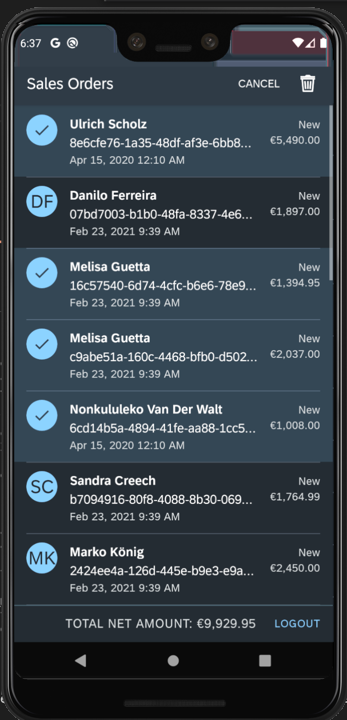 6:37 G
Sales Orders CANCEL
Ulrich Scholz New
8e6cfe76-1a35-48df-af3e-6bb8... €5,490.00
Apr 15, 2020 12:10 AM
DF Danilo Ferreira New
07bd7003-b1b0-48fa-8337-4e6... €1,897.00
Feb 23, 2021 9:39 AM
Melisa Guetta New
16c57540-6d74-4cfc-b6e6-78e9... €1,394.95
Feb 23, 2021 9:39 AM
Melisa Guetta New
c9abe51a-160c-4468-bfb0-d502... €2,037.00
Feb 23, 2021 9:39 AM
Nonkululeko Van Der Walt New
6cd14b5a-4894-41fe-aa88-1cc5... €1,008.00
Apr 15, 2020 12:10 AM
SC Sandra Creech New
b7094916-80f8-4088-8b30-069... €1,764.99
Feb 23, 2021 9:39 AM
MK Marko König New
2424ee4a-126d-445e-b9e3-e9a... €2,450.00
Feb 23, 2021 9:39 AM
TOTAL NET AMOUNT: €9,929.95 LOGOUT